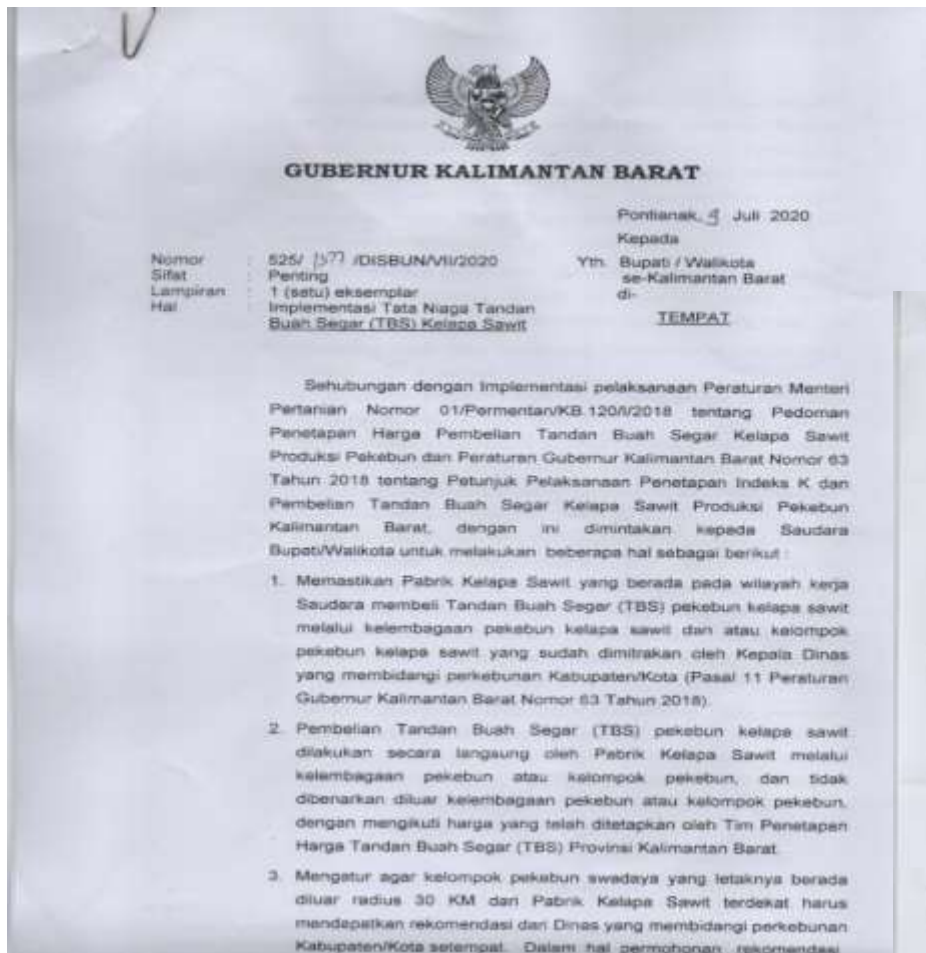 GUBERNUR KALIMANTAN BARAT
Pontianak, 9 Juli 2020
Kepada
Nomor : 525/ /DISBUN/VII/2020 Yth. Bupati / Walikota
Sifat : Penting se-Kalimantan Barat
Lampiran : 1 (satu) eksemplar di-
Hal : Implementasi Tata Niaga Tandan TEMPAT
Buah Segar (TBS) Kelapa Sawit
Sehubungan dengan Implementasi pelaksanaan Peraturan Menteri
Pertanian Nomor 01/Permentan/KB.120/I/2018 tentang Pedoman
Penetapan Harga Pembelian Tandan Buah Segar Kelapa Sawit
Produksi Pekebun dan Peraturan Gubernur Kalimantan Barat Nomor 63
Tahun 2018 tentang Petunjuk Pelaksanaan Penetapan Indeks K dan
Pembelian Tandan Buah Segar Kelapa Sawit Produksi Pekebun
Kalimantan Barat, dengan ini dimintakan kepada Saudara
Bupati/Walikota untuk melakukan beberapa hal sebagai berikut :
1. Memastikan Pabrik Kelapa Sawit yang berada pada wilayah kerja
Saudara membeli Tandan Buah Segar (TBS) pekebun kelapa sawit
melalui kelembagaan pekebun kelapa sawit dan atau kelompok
pekebun kelapa sawit yang sudah dimitrakan oleh Kepala Dinas
yang membidangi perkebunan Kabupaten/Kota (Pasal 11 Peraturan
Gubernur Kalimantan Barat Nomor 63 Tahun 2018).
2. Pembelian Tandan Buah Segar (TBS) pekebun kelapa sawit
dilakukan secara langsung oleh Pabrik Kelapa Sawit melalui
kelembagaan pekebun atau kelompok pekebun, dan tidak
dibenarkan diluar kelembagaan pekebun atau kelompok pekebun,
dengan mengikuti harga yang telah ditetapkan oleh Tim Penetapan
Harga Tandan Buah Segar (TBS) Provinsi Kalimantan Barat.
3. Mengatur agar kelompok pekebun swadaya yang letaknya berada
diluar radius 30 KM dari Pabrik Kelapa Sawit terdekat harus
mendapatkan rekomendasi dari Dinas yang membidangi perkebunan
Kabupaten/Kota setempat. Dalam hal permohonan rekomendasi